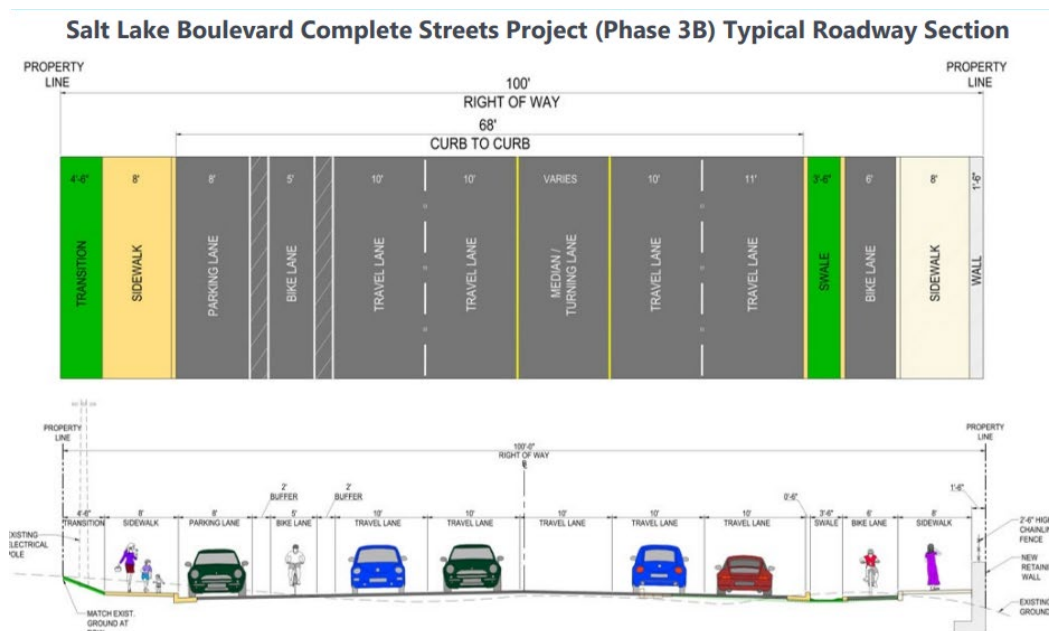 Salt Lake Boulevard Complete Streets Project (Phase 3B) Typical Roadway Section
PROPERTY
LINE
PROPERTY
LINE
100'
RIGHT OF WAY
68'
CURB TO CURB
4'-6"
8'
8'
5'
10'
10'
VARIES
10'
11'
3'-6"
6'
8'
1'-6"
TRANSITION
SIDEWALK
PARKING LANE
BIKE LANE
TRAVEL LANE
TRAVEL LANE
MEDIAN /
TURNING LANE
TRAVEL LANE
TRAVEL LANE
SWALE
BIKE LANE
SIDEWALK
WALL
PROPERTY
LINE
PROPERTY
LINE
100'-0"
RIGHT OF WAY
2'
BUFFER
2'
BUFFER
0'-6"
1'-6"
4'-6"
TRANSITION
8'
SIDEWALK
8'
PARKING LANE
5'
BIKE LANE
10'
TRAVEL LANE
10'
TRAVEL LANE
10'
TRAVEL LANE
10'
TRAVEL LANE
10'
TRAVEL LANE
3'-6"
SWALE
6'
BIKE LANE
8'
SIDEWALK
EXISTING
ELECTRICAL
POLE
2'-6" HIGH
CHAINLIN
FENCE
NEW
RETAINI
WALL
EXISTING
GROUND
MATCH EXIST.
GROUND AT